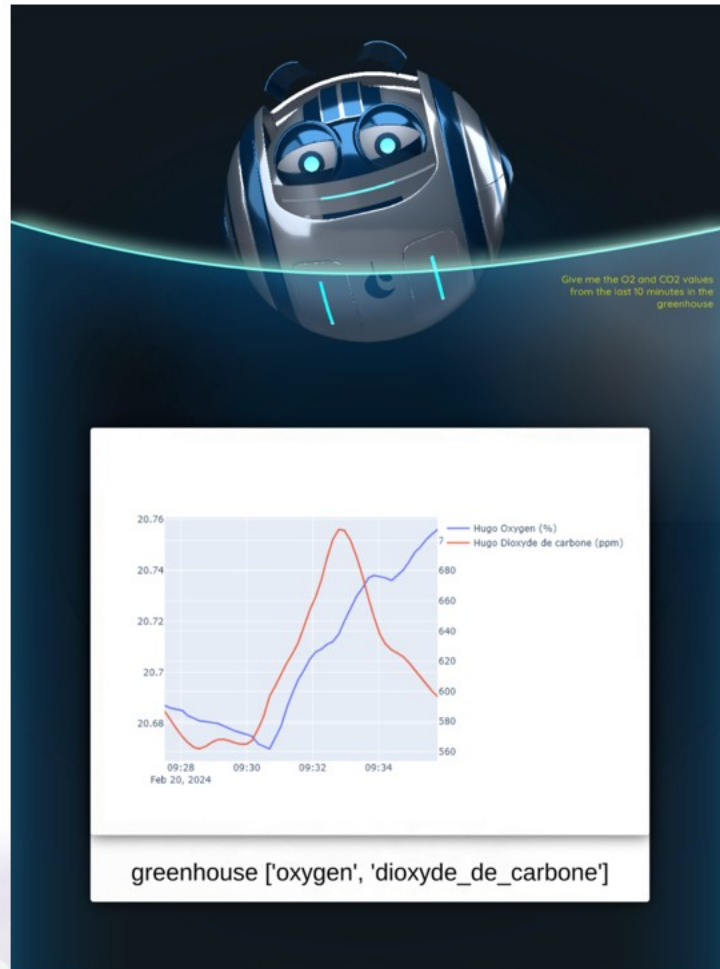 Give me the O2 and CO2 values
from the last 10 minutes in the
greenhouse
20.76
20.74
20.72
20.7
20.68
Hugo Oxygen (%)
Hugo Dioxyde de carbone (ppm)
7
680
660
640
620
600
580
560
09:28
09:30
09:32
09:34
Feb 20, 2024
greenhouse ['oxygen', 'dioxyde_de_carbone']